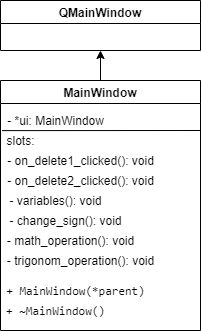 QMainWindow
MainWindow
- *ui: MainWindow
slots:
- on_delete1_clicked(): void
- on_delete2_clicked(): void
- variables(): void
- change_sign(): void
- math_operation(): void
- trigonom_operation(): void
+ MainWindow(*parent)
+ ~MainWindow()